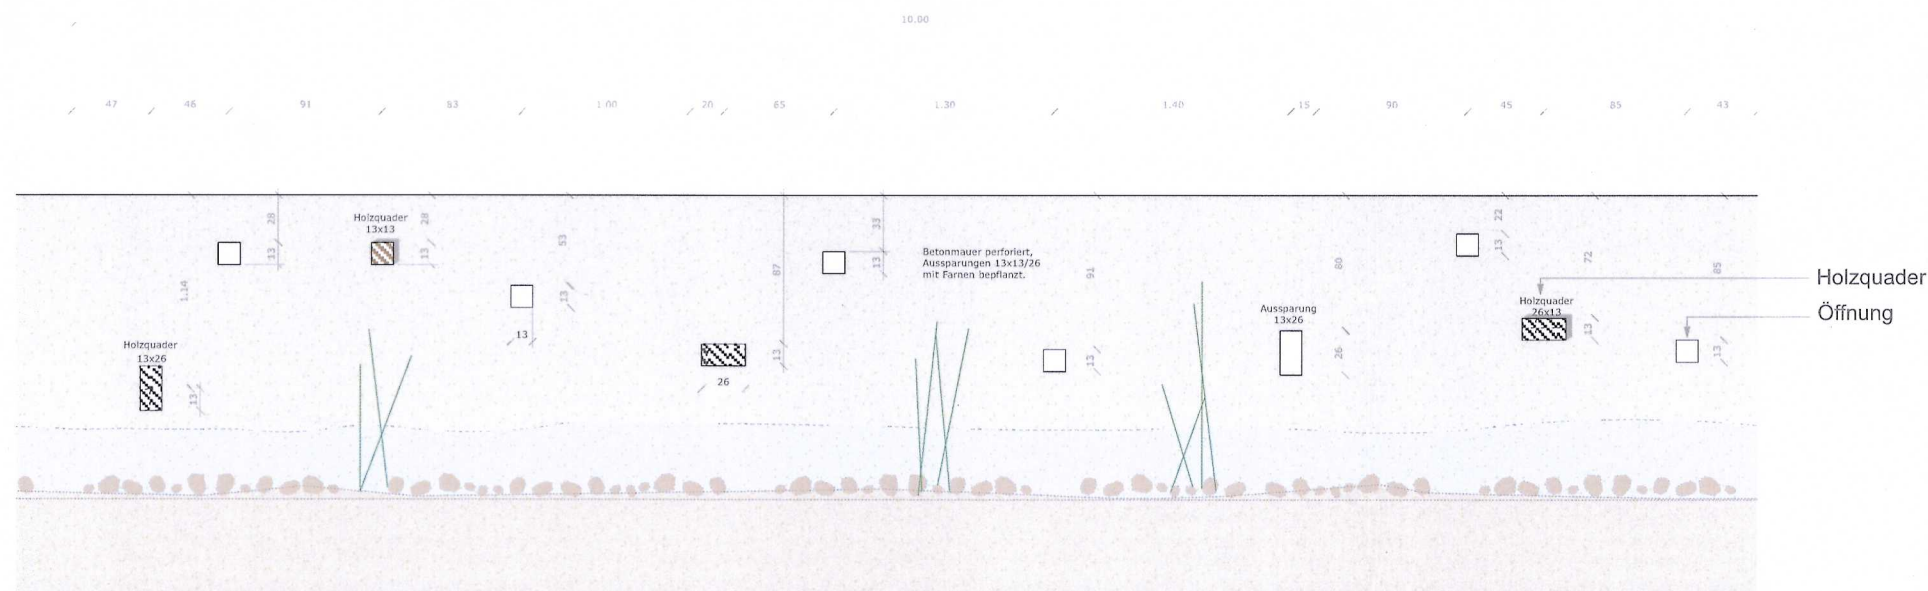 10.00
47 46 91 83 1.00 20 65 1.30 1.40 15 90 45 85 43
28
13
Holzquader
13x13
28
13
53
13
13
1.14
Holzquader
13x26
13
87
13
26
33
13
Betonmauer perforiert,
Aussparungen 13x13/26
mit Farnen bepflanzt.
91
13
Aussparung
13x26
80
26
22
13
Holzquader
26x13
72
13
85
13
Holzquader
Öffnung